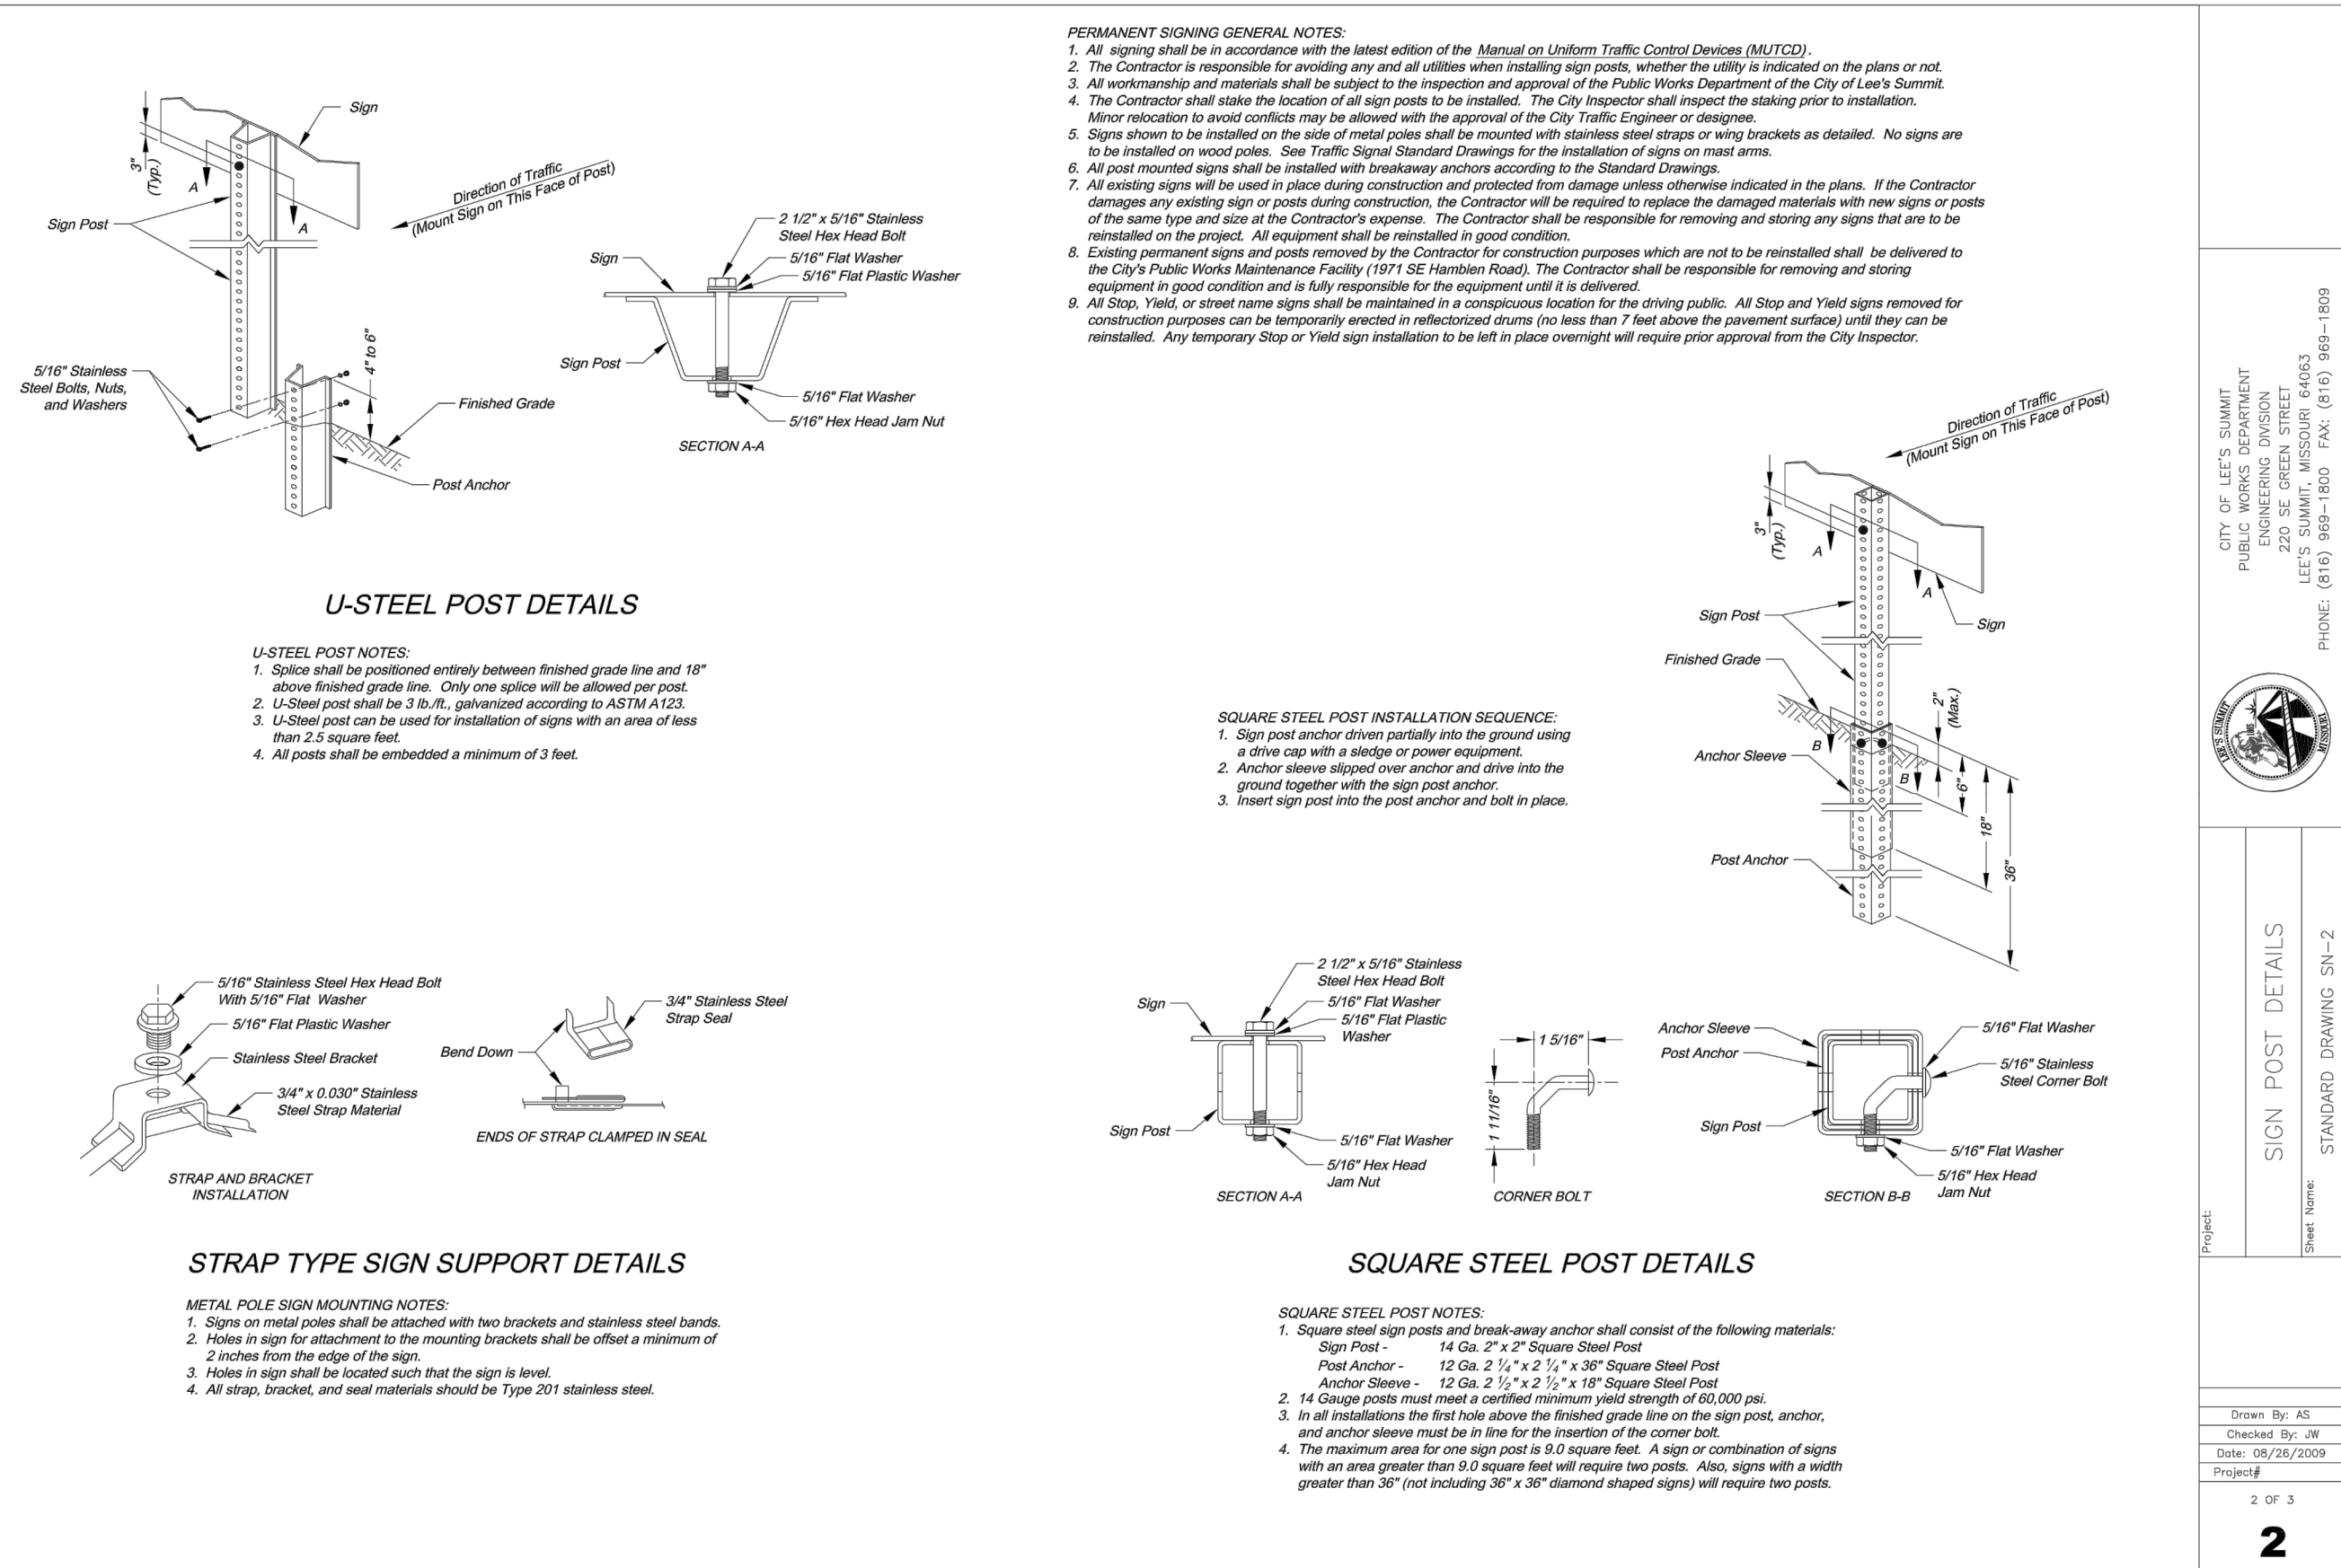 PERMANENT SIGNING GENERAL NOTES:
1. All signing shall be in accordance with the latest edition of the Manual on Uniform Traffic Control Devices (MUTCD).
2. The Contractor is responsible for avoiding any and all utilities when installing sign posts, whether the utility is indicated on the plans or not.
3. All workmanship and materials shall be subject to the inspection and approval of the Public Works Department of the City of Lee's Summit.
4. The Contractor shall stake the location of all sign posts to be installed. The City Inspector shall inspect the staking prior to installation.
Minor relocation to avoid conflicts may be allowed with the approval of the City Traffic Engineer or designee.
5. Signs shown to be installed on the side of metal poles shall be mounted with stainless steel straps or wing brackets as detailed. No signs are
to be installed on wood poles. See Traffic Signal Standard Drawings for the installation of signs on mast arms.
6. All post mounted signs shall be installed with breakaway anchors according to the Standard Drawings.
7. All existing signs will be used in place during construction and protected from damage unless otherwise indicated in the plans. If the Contractor
damages any existing sign or posts during construction, the Contractor will be required to replace the damaged materials with new signs or posts
of the same type and size at the Contractor's expense. The Contractor shall be responsible for removing and storing any signs that are to be
reinstalled on the project. All equipment shall be reinstalled in good condition.
8. Existing permanent signs and posts removed by the Contractor for construction purposes which are not to be reinstalled shall be delivered to
the City's Public Works Maintenance Facility (1971 SE Hamblen Road). The Contractor shall be responsible for removing and storing
equipment in good condition and is fully responsible for the equipment until it is delivered.
9. All Stop, Yield, or street name signs shall be maintained in a conspicuous location for the driving public. All Stop and Yield signs removed for
construction purposes can be temporarily erected in reflectorized drums (no less than 7 feet above the pavement surface) until they can be
reinstalled. Any temporary Stop or Yield sign installation to be left in place overnight will require prior approval from the City Inspector.
Sign
3"
(Typ.)
A
A
Direction of Traffic
(Mount Sign on This Face of Post)
Sign Post
4" to 6"
5/16" Stainless
Steel Bolts, Nuts,
and Washers
Finished Grade
Post Anchor
2 1/2" x 5/16" Stainless
Steel Hex Head Bolt
5/16" Flat Washer
5/16" Flat Plastic Washer
Sign
Sign Post
5/16" Flat Washer
5/16" Hex Head Jam Nut
SECTION A-A
U-STEEL POST DETAILS
U-STEEL POST NOTES:
1. Splice shall be positioned entirely between finished grade line and 18"
above finished grade line. Only one splice will be allowed per post.
2. U-Steel post shall be 3 lb./ft., galvanized according to ASTM A123.
3. U-Steel post can be used for installation of signs with an area of less
than 2.5 square feet.
4. All posts shall be embedded a minimum of 3 feet.
Direction of Traffic
(Mount Sign on This Face of Post)
3"
(Typ.)
A
A
Sign Post
Sign
Finished Grade
2"
(Max.)
B
B
Anchor Sleeve
6"
18"
36"
Post Anchor
SQUARE STEEL POST INSTALLATION SEQUENCE:
1. Sign post anchor driven partially into the ground using
a drive cap with a sledge or power equipment.
2. Anchor sleeve slipped over anchor and drive into the
ground together with the sign post anchor.
3. Insert sign post into the post anchor and bolt in place.
5/16" Stainless Steel Hex Head Bolt
With 5/16" Flat Washer
5/16" Flat Plastic Washer
Stainless Steel Bracket
3/4" x 0.030" Stainless
Steel Strap Material
STRAP AND BRACKET
INSTALLATION
3/4" Stainless Steel
Strap Seal
Bend Down
ENDS OF STRAP CLAMPED IN SEAL
STRAP TYPE SIGN SUPPORT DETAILS
METAL POLE SIGN MOUNTING NOTES:
1. Signs on metal poles shall be attached with two brackets and stainless steel bands.
2. Holes in sign for attachment to the mounting brackets shall be offset a minimum of
2 inches from the edge of the sign.
3. Holes in sign shall be located such that the sign is level.
4. All strap, bracket, and seal materials should be Type 201 stainless steel.
2 1/2" x 5/16" Stainless
Steel Hex Head Bolt
Sign
5/16" Flat Washer
5/16" Flat Plastic
Washer
Sign Post
5/16" Flat Washer
5/16" Hex Head
Jam Nut
SECTION A-A
1 5/16"
1 11/16"
CORNER BOLT
Anchor Sleeve
Post Anchor
Sign Post
5/16" Flat Washer
5/16" Stainless
Steel Corner Bolt
5/16" Flat Washer
5/16" Hex Head
Jam Nut
SECTION B-B
SQUARE STEEL POST DETAILS
SQUARE STEEL POST NOTES:
1. Square steel sign posts and break-away anchor shall consist of the following materials:
Sign Post - 14 Ga. 2" x 2" Square Steel Post
Post Anchor - 12 Ga. 2 1/4" x 2 1/4" x 36" Square Steel Post
Anchor Sleeve - 12 Ga. 2 1/2" x 2 1/2" x 18" Square Steel Post
2. 14 Gauge posts must meet a certified minimum yield strength of 60,000 psi.
3. In all installations the first hole above the finished grade line on the sign post, anchor,
and anchor sleeve must be in line for the insertion of the corner bolt.
4. The maximum area for one sign post is 9.0 square feet. A sign or combination of signs
with an area greater than 9.0 square feet will require two posts. Also, signs with a width
greater than 36" (not including 36" x 36" diamond shaped signs) will require two posts.
CITY OF LEE'S SUMMIT
PUBLIC WORKS DEPARTMENT
ENGINEERING DIVISION
220 SE GREEN STREET
LEE'S SUMMIT, MISSOURI 64063
PHONE: (816) 969-1800 FAX: (816) 969-1809
LEE'S SUMMIT
1865
MISSOURI
Project:
SIGN POST DETAILS
Sheet Name:
STANDARD DRAWING SN-2
Drawn By: AS
Checked By: JW
Date: 08/26/2009
Project#
2 OF 3
2